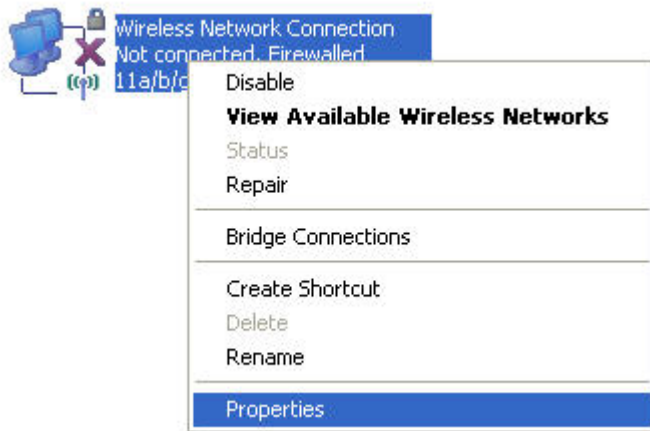 Wireless Network Connection
Not connected, Firewalled
11a/b/
Disable
View Available Wireless Networks
Status
Repair
Bridge Connections
Create Shortcut
Delete
Rename
Properties